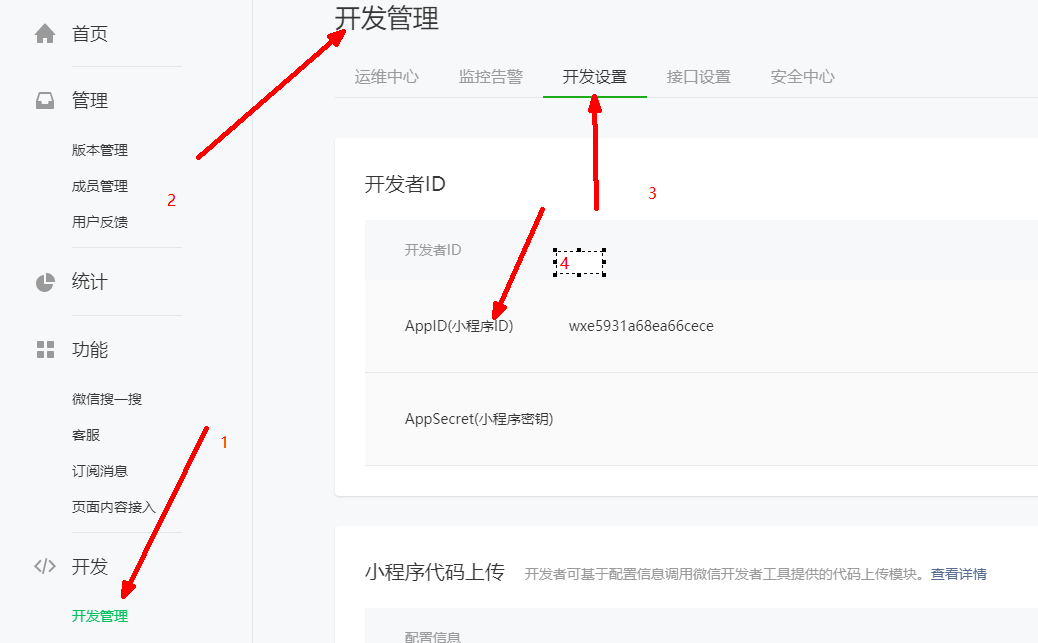 首页
管理
版本管理
成员管理
用户反馈
2
统计
功能
微信搜一搜
客服
订阅消息
页面内容接入
1
开发
开发管理
开发管理
运维中心 监控告警 开发设置 接口设置 安全中心
3
开发者ID
开发者ID
4
AppID(小程序ID) wxe5931a68ea66cece
AppSecret(小程序密钥)
小程序代码上传 开发者可基于配置信息调用微信开发者工具提供的代码上传模块。查看详情
配置信息